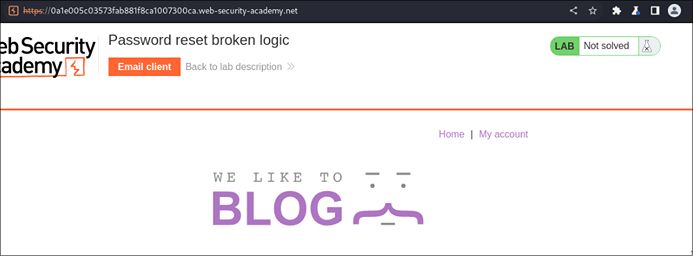 https://0a1e005c03573fab881f8ca1007300ca.web-security-academy.net
eb Security
cademy
Password reset broken logic
Email client Back to lab description
LAB Not solved
Home | My account
WE LIKE TO
BLOG